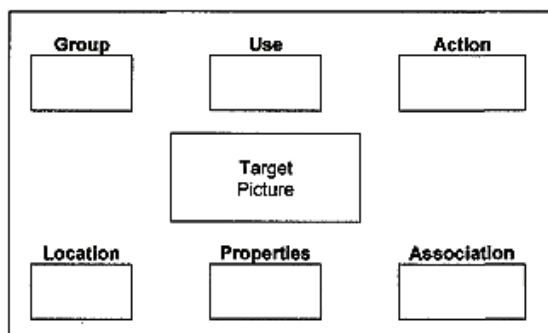 Group Use Action
Target
Picture
Location Properties Association